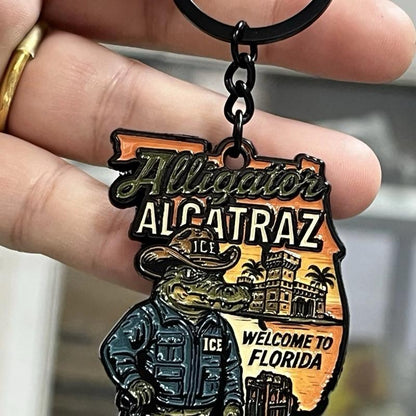 Alligator
ALCATRAZ
ICE
ICE
WELCOME TO
FLORIDA